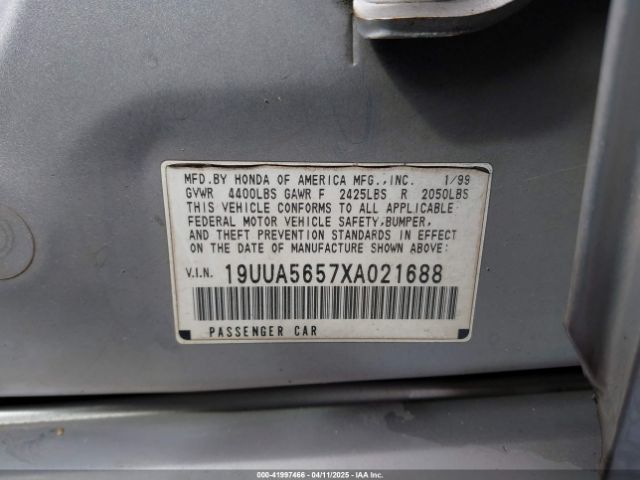 MFD.BY HONDA OF AMERICA MFG.,INC. 1/99
GVWR 4400LBS GAWR F 2425LBS R 2050LBS
THIS VEHICLE CONFORMS TO ALL APPLICABLE
FEDERAL MOTOR VEHICLE SAFETY,BUMPER,
AND THEFT PREVENTION STANDARDS IN EFFECT
ON THE DATE OF MANUFACTURE SHOWN ABOVE:
V.I.N. 19UUA5657XA021688
PASSENGER CAR
000-41997466 - 04/11/2025 - IAA Inc.